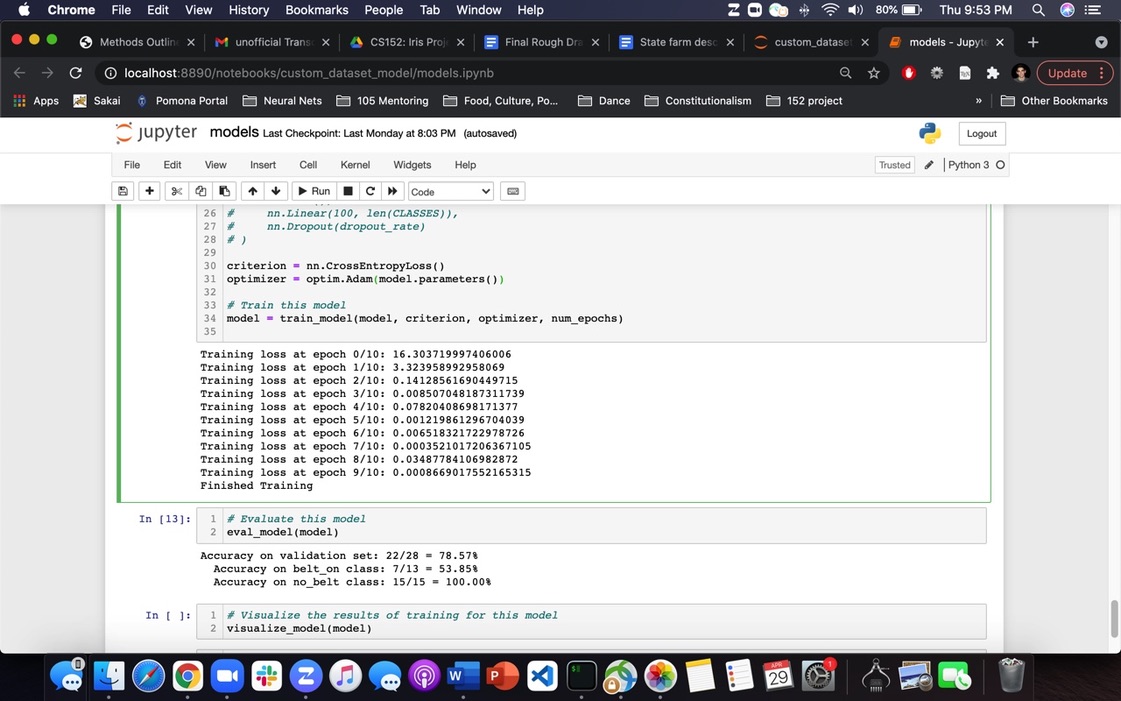 Chrome File Edit View History Bookmarks People Tab Window Help 80% Thu 9:53 PM
Methods Outlin unofficial Trans CS152: Iris Proj Final Rough Dra State farm desc custom_dataset models - Jupyte
localhost:8890/notebooks/custom_dataset_model/models.ipynb Update
Apps Sakai Pomona Portal Neural Nets 105 Mentoring Food, Culture, Po... Dance Constitutionalism 152 project » Other Bookmarks
jupyter models Last Checkpoint: Last Monday at 8:03 PM (autosaved) Logout
File Edit View Insert Cell Kernel Widgets Help Trusted Python 3
Run Code
26 # nn.Linear(100, len(CLASSES)),
27 # nn.Dropout(dropout_rate)
28 # )
29
30 criterion = nn.CrossEntropyLoss()
31 optimizer = optim.Adam(model.parameters())
32
33 # Train this model
34 model = train_model(model, criterion, optimizer, num_epochs)
35
Training loss at epoch 0/10: 16.303719997406006
Training loss at epoch 1/10: 3.323958992958069
Training loss at epoch 2/10: 0.14128561690449715
Training loss at epoch 3/10: 0.008507048187311739
Training loss at epoch 4/10: 0.07820408698171377
Training loss at epoch 5/10: 0.001219861296704039
Training loss at epoch 6/10: 0.006518321722978726
Training loss at epoch 7/10: 0.0003521017206367105
Training loss at epoch 8/10: 0.03487784106982872
Training loss at epoch 9/10: 0.0008669017552165315
Finished Training
In [13]: 1 # Evaluate this model
2 eval_model(model)
Accuracy on validation set: 22/28 = 78.57%
Accuracy on belt_on class: 7/13 = 53.85%
Accuracy on no_belt class: 15/15 = 100.00%
In [ ]: 1 # Visualize the results of training for this model
2 visualize_model(model)
W P APR 29 1